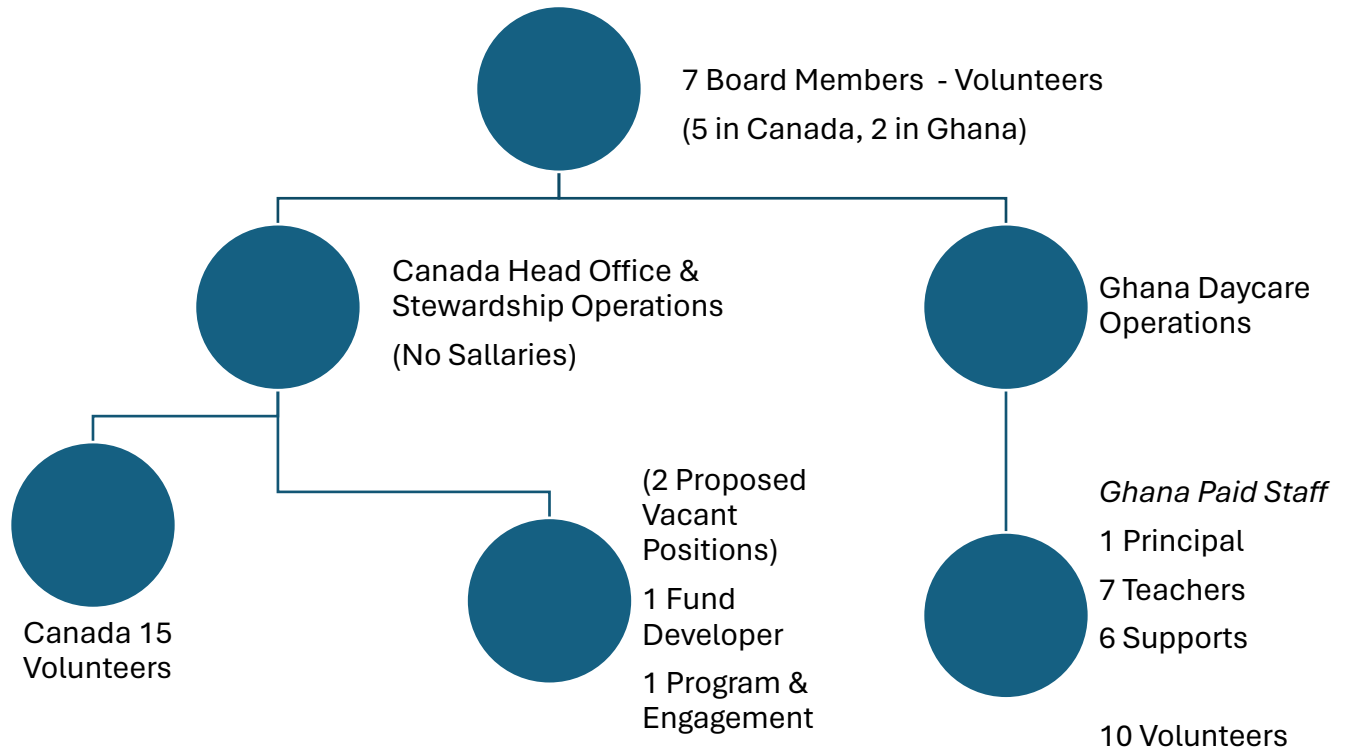 7 Board Members  - Volunteers
(5 in Canada, 2 in Ghana)
Canada Head Office &
Stewardship Operations
(No Sallaries)
Ghana Daycare
Operations
Canada 15
Volunteers
(2 Proposed
Vacant
Positions)
1 Fund
Developer
1 Program &
Engagement
Ghana Paid Staff
1 Principal
7 Teachers
6 Supports
10 Volunteers